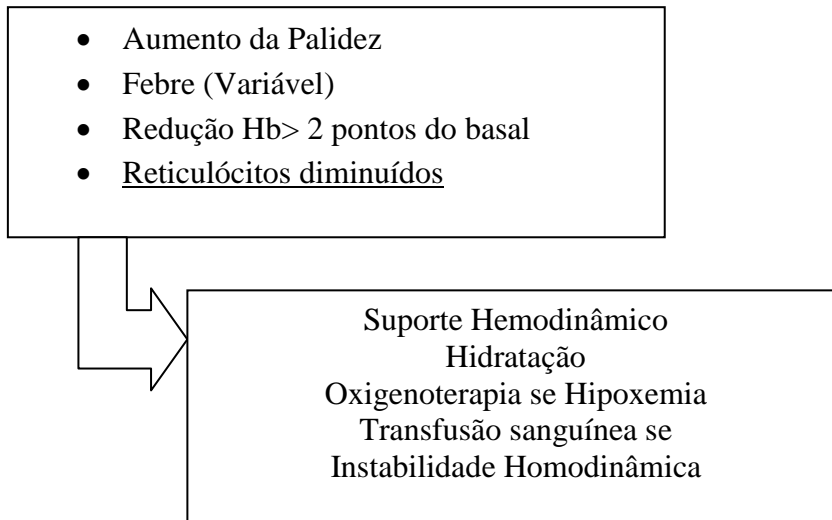 • Aumento da Palidez
• Febre (Variável)
• Redução Hb> 2 pontos do basal
• Reticulócitos diminuídos
Suporte Hemodinâmico
Hidratação
Oxigenoterapia se Hipoxemia
Transfusão sanguínea se
Instabilidade Homodinâmica